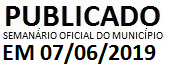 PUBLICADO
SEMANÁRIO OFICIAL DO MUNICÍPIO
EM 07/06/2019